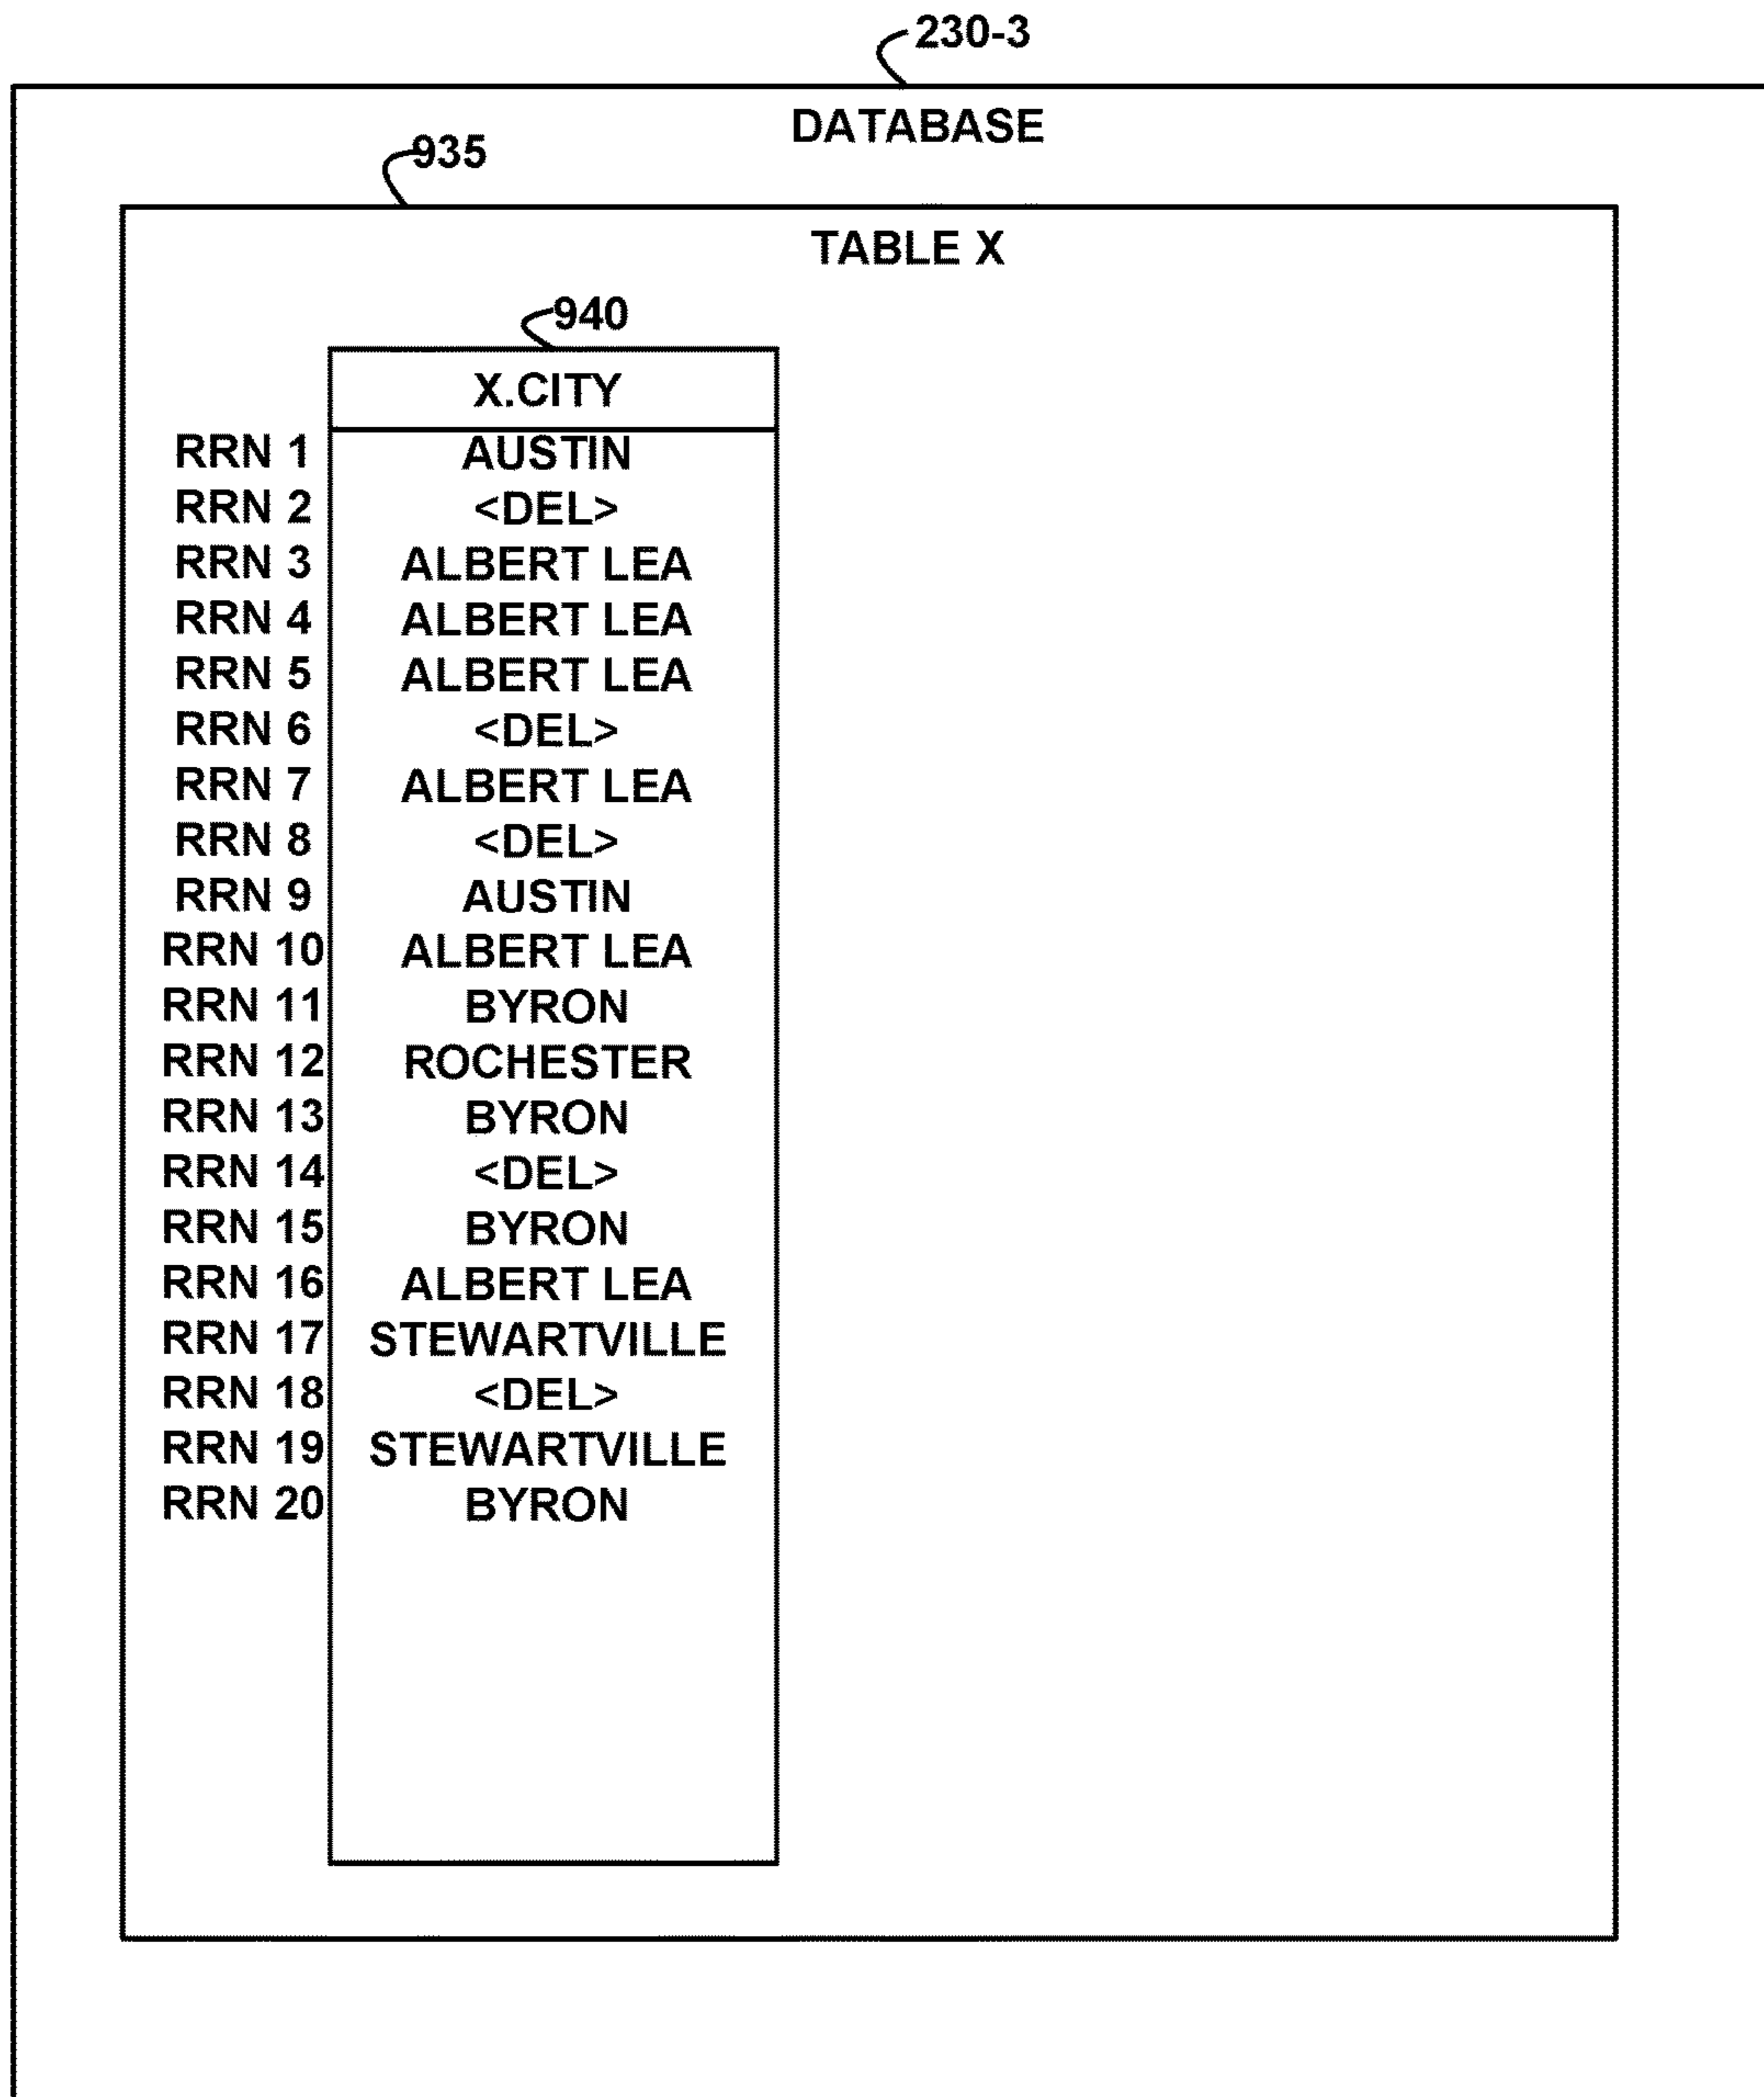 230-3
DATABASE
935
TABLE X
940
X.CITY
RRN 1 AUSTIN
RRN 2 <DEL>
RRN 3 ALBERT LEA
RRN 4 ALBERT LEA
RRN 5 ALBERT LEA
RRN 6 <DEL>
RRN 7 ALBERT LEA
RRN 8 <DEL>
RRN 9 AUSTIN
RRN 10 ALBERT LEA
RRN 11 BYRON
RRN 12 ROCHESTER
RRN 13 BYRON
RRN 14 <DEL>
RRN 15 BYRON
RRN 16 ALBERT LEA
RRN 17 STEWARTVILLE
RRN 18 <DEL>
RRN 19 STEWARTVILLE
RRN 20 BYRON